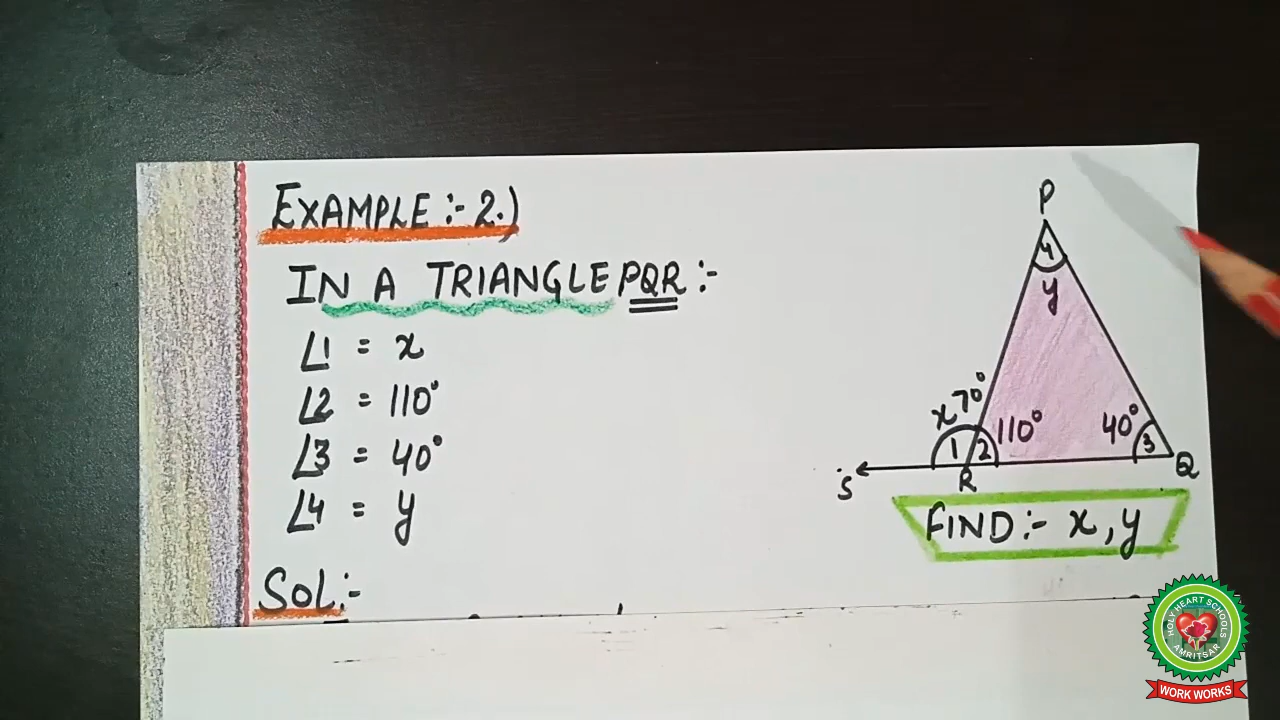 EXAMPLE :- 2.)
IN A TRIANGLE PQR :-
∠1 = x
∠2 = 110°
∠3 = 40°
∠4 = y
SOL:-
P
4
y
x 70°
110°
40°
1
2
3
S
R
Q
FIND:- x, y
HOLY HEART SCHOOLS
AMRITSAR
WORK WORKS